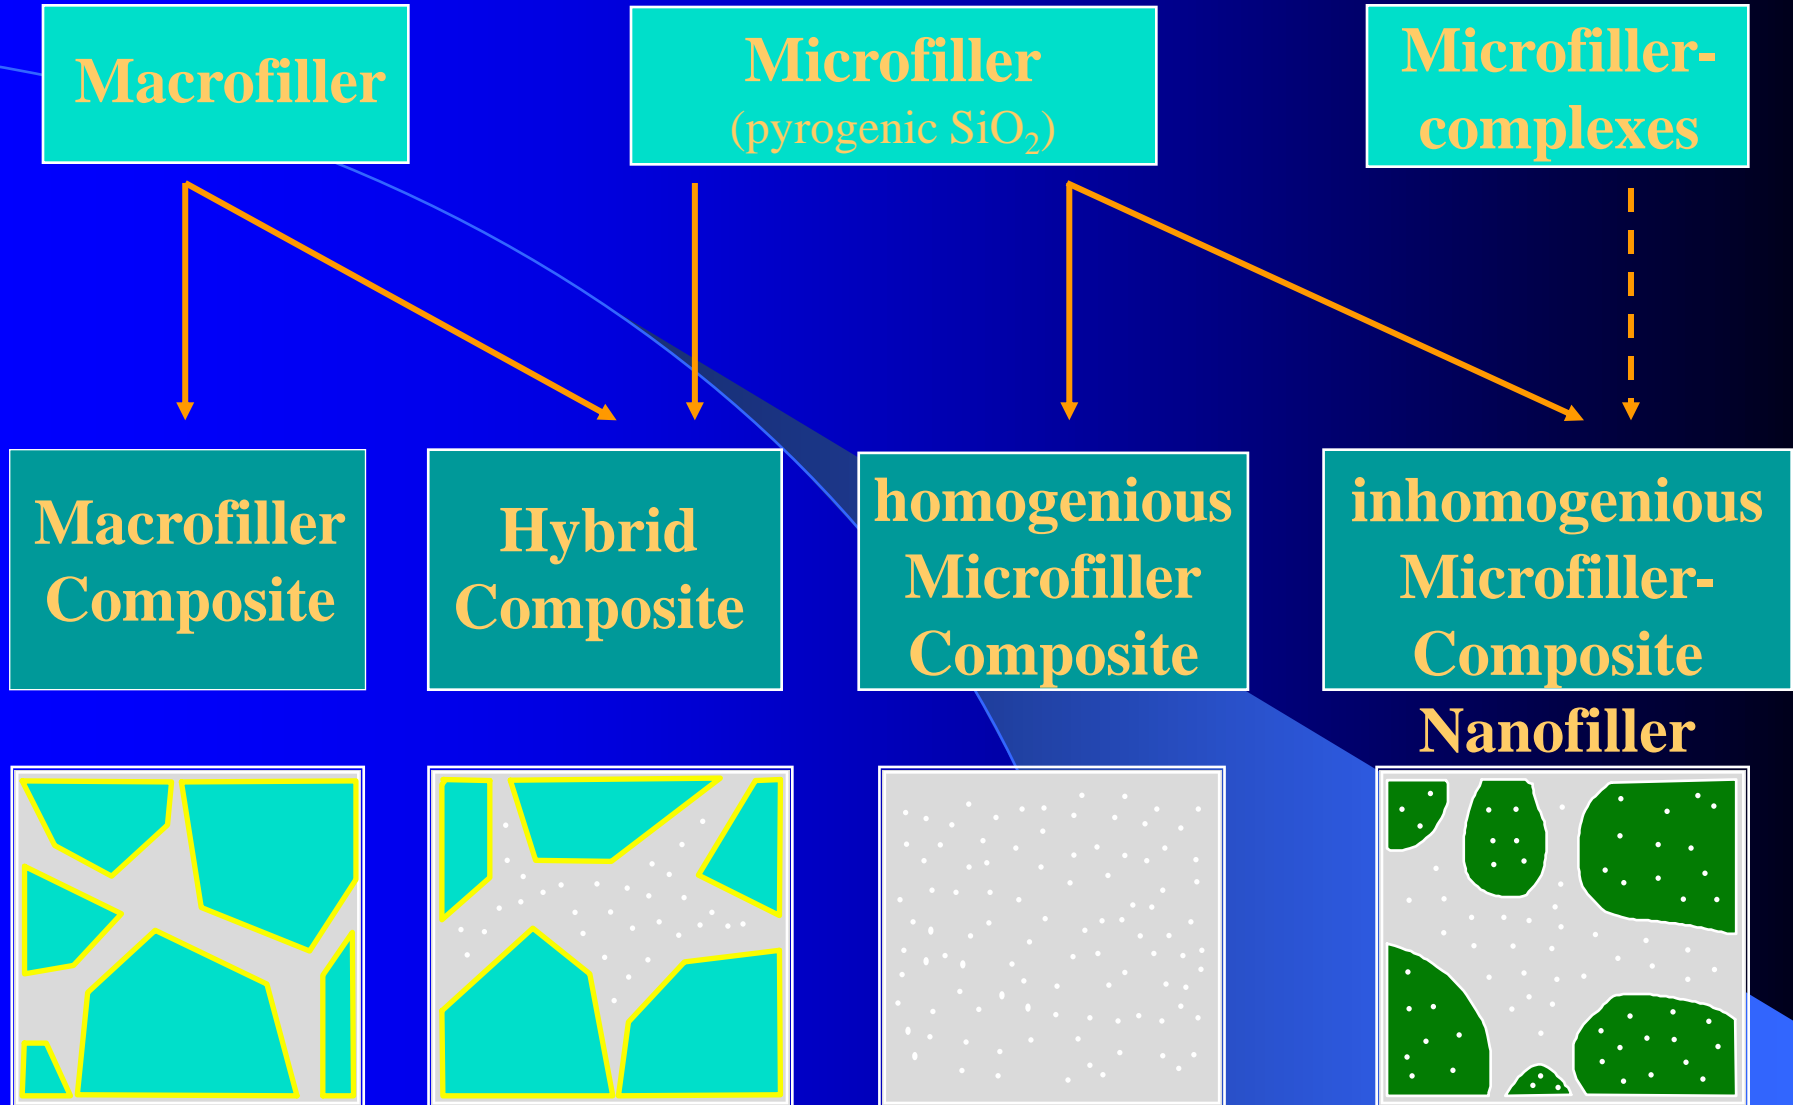 Macrofiller
Microfiller
(pyrogenic SiO₂)
Microfiller-
complexes
Macrofiller
Composite
Hybrid
Composite
homogenious
Microfiller
Composite
inhomogenious
Microfiller-
Composite
Nanofiller